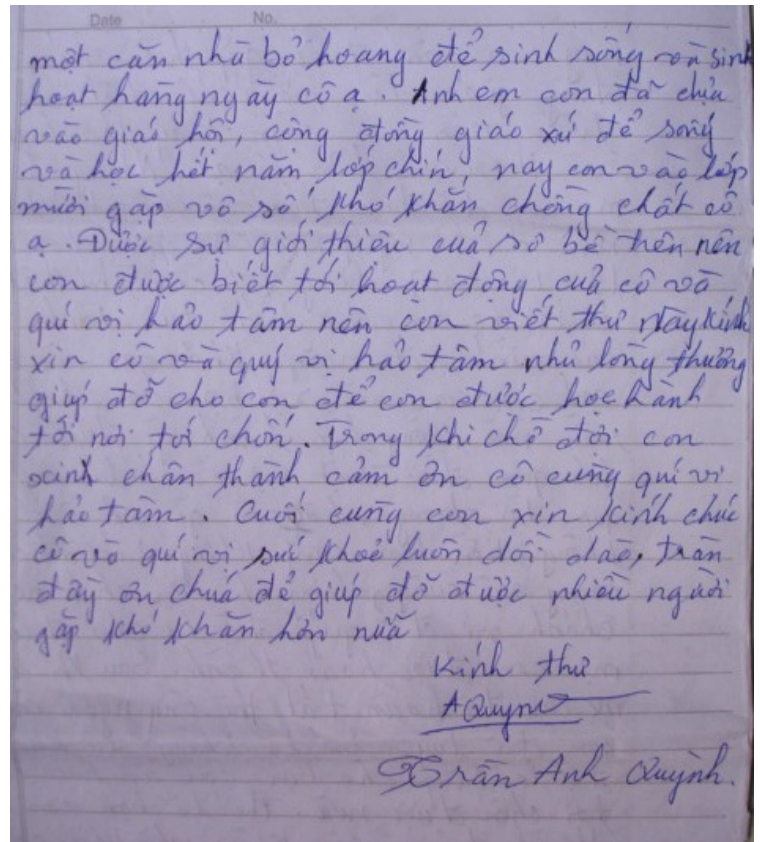 Date No.
một căn nhà bỏ hoang để sinh sống và sinh
hoạt hằng ngày cô ạ. Anh em con đã dựa
vào giáo hội, cộng đồng giáo xứ để sống
và học hết năm lớp chín, nay con vào lớp
mười gặp vô số khó khăn chồng chất cô
ạ. Được sự giới thiệu của sơ bề trên nên
con được biết tới hoạt động của cô và
quí vị hảo tâm nên con viết thư này kính
xin cô và quý vị hảo tâm nhủ lòng thương
giúp đỡ cho con để con được học hành
tới nơi tới chốn. Trong khi chờ đợi con
xin chân thành cảm ơn cô cùng quí vị
hảo tâm. Cuối cùng con xin kính chúc
cô và quí vị sức khoẻ luôn dồi dào, tràn
đầy ơn chúa để giúp đỡ được nhiều người
gặp khó khăn hơn nữa
Kính thư
AQuỳnh
Trần Anh Quỳnh.